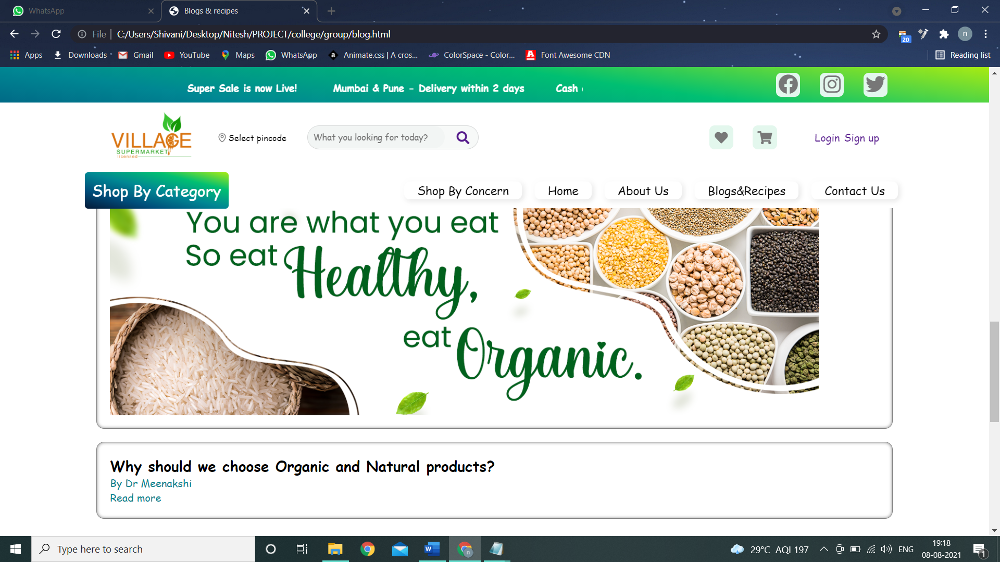 WhatsApp
Blogs & recipes
File
C:/Users/Shivani/Desktop/Nitesh/PROJECT/college/group/blog.html
20
n
Apps
Downloads
Gmail
YouTube
Maps
WhatsApp
Animate.css | A cros...
ColorSpace - Color...
Font Awesome CDN
Reading list
Super Sale is now Live!
Mumbai & Pune - Delivery within 2 days
Cash
VILLAGE
SUPERMARKET
licensed
Select pincode
What you looking for today?
Login Sign up
Shop By Category
Shop By Concern
Home
About Us
Blogs&Recipes
Contact Us
You are what you eat
So eat Healthy,
eat Organic.
Why should we choose Organic and Natural products?
By Dr Meenakshi
Read more
Type here to search
29°C AQI 197
ENG
19:18
08-08-2021
1